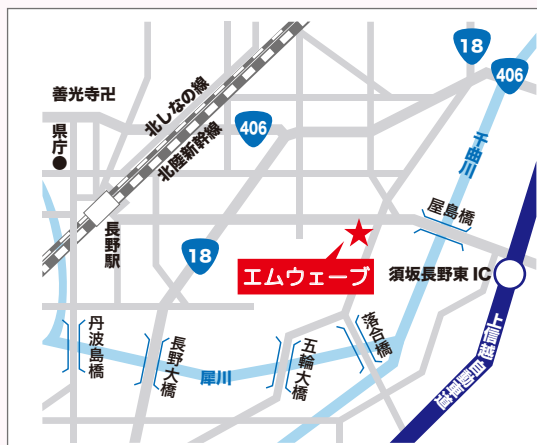 18
406
善光寺卍
北しなの線
北陸新幹線
406
県庁
千曲川
屋島橋
長野駅
18
エムウェーブ
須坂長野東IC
丹波島橋
長野大橋
犀川
五輪大橋
落合橋
上信越自動車道